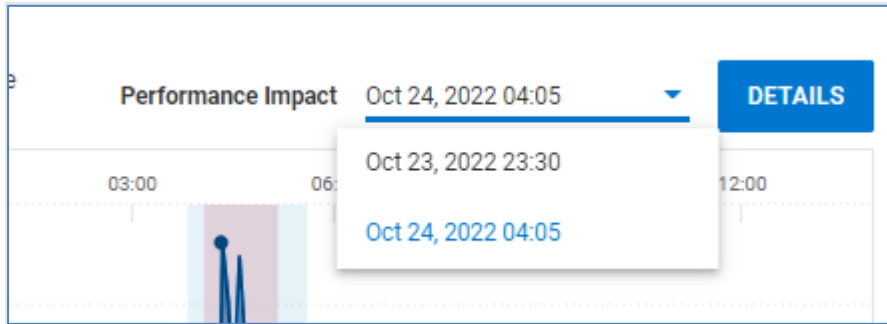 e
Performance Impact Oct 24, 2022 04:05 DETAILS
Oct 23, 2022 23:30
03:00 06: 12:00
Oct 24, 2022 04:05